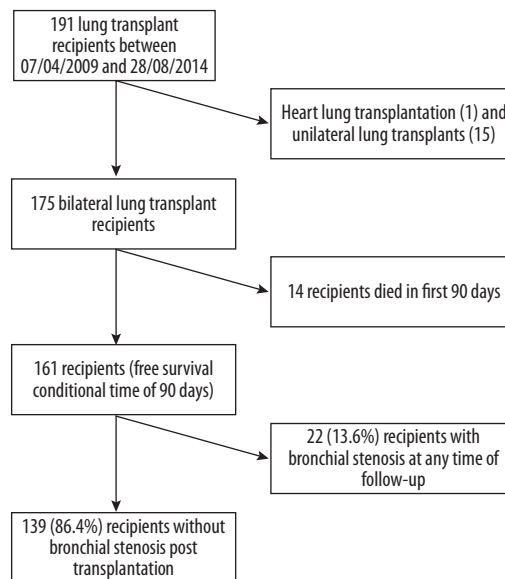 191 lung transplant
recipients between
07/04/2009 and 28/08/2014
Heart lung transplantation (1) and
unilateral lung transplants (15)
175 bilateral lung transplant
recipients
14 recipients died in first 90 days
161 recipients (free survival
conditional time of 90 days)
22 (13.6%) recipients with
bronchial stenosis at any time of
follow-up
139 (86.4%) recipients without
bronchial stenosis post
transplantation